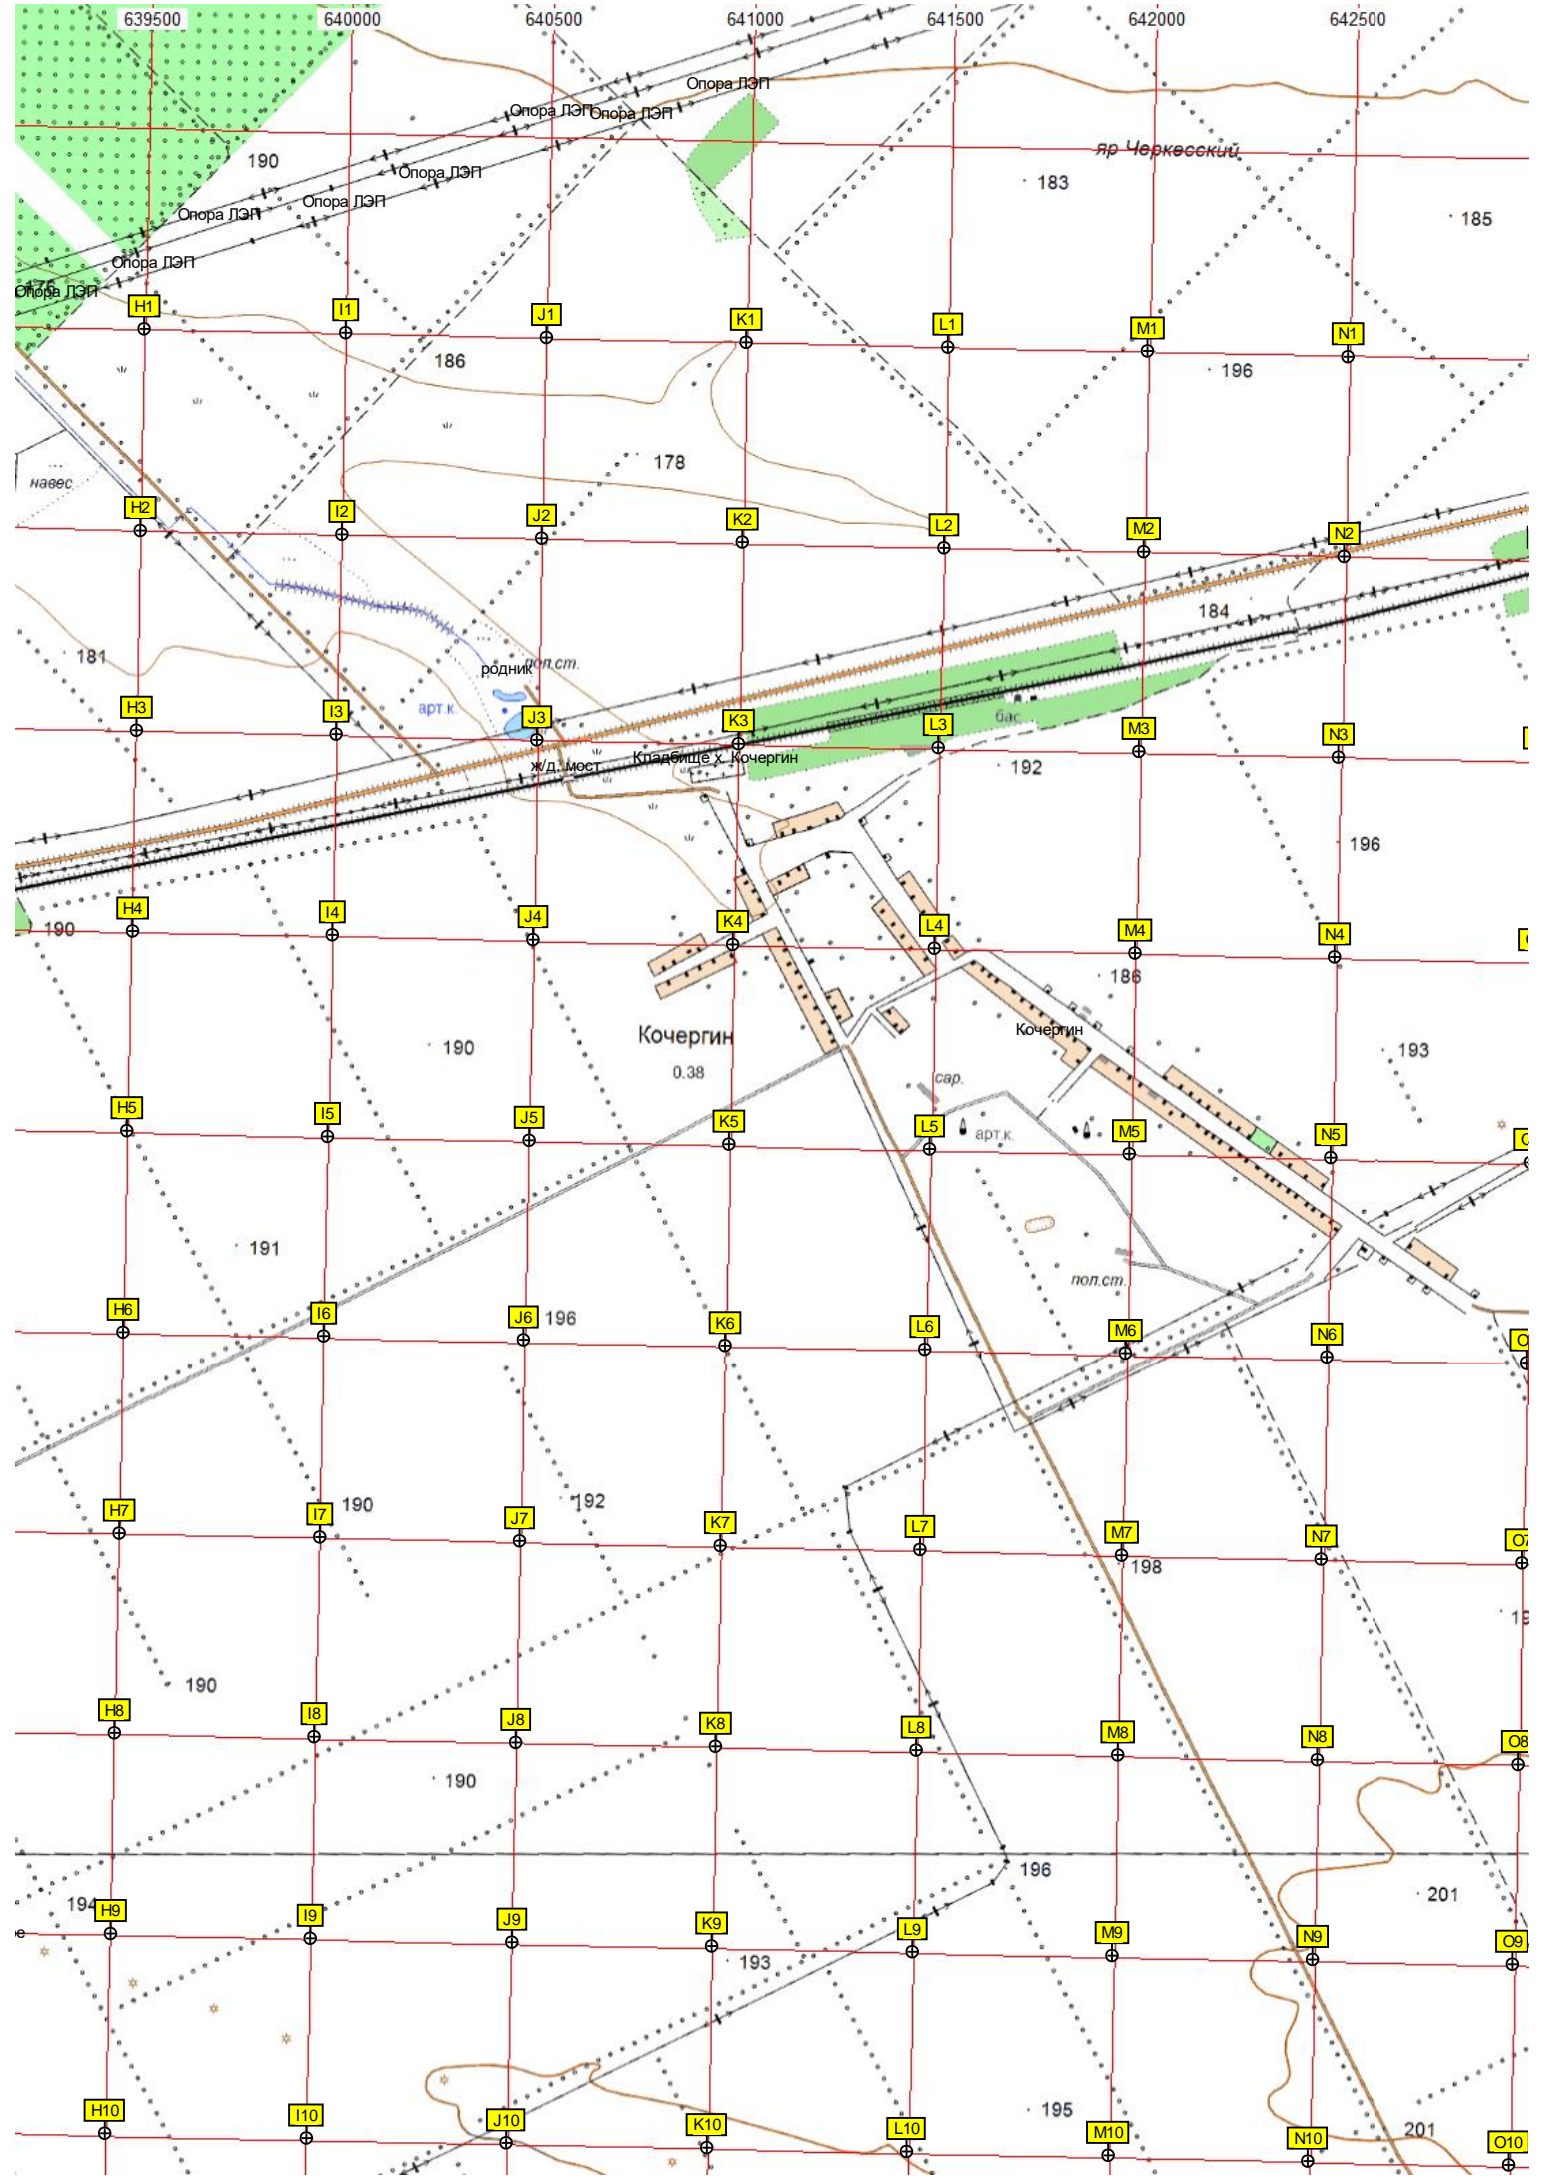 639500 640000 640500 641000 641500 642000 642500
Опора ЛЭП
Опора ЛЭП Опора ЛЭП
190
яр Черкесский
Опора ЛЭП
183
Опора ЛЭП
Опора ЛЭП
185
Опора ЛЭП
Опора ЛЭП
H1 I1 J1 K1 L1 M1 N1
186
196
178
навес
H2 I2 J2 K2 L2 M2 N2
184
181
родник
пол.ст.
арт.к.
H3 I3 J3 K3 L3 M3 N3
бас.
ж/д. мост
Кладбище х. Кочергин
192
196
H4 I4 J4 K4 L4 M4 N4
190
186
Кочергин
Кочергин
190
193
0.38
сар.
H5 I5 J5 K5 L5 M5 N5
арт.к.
191
пол.ст.
H6 I6 J6 K6 L6 M6 N6
196
190
192
H7 I7 J7 K7 L7 M7 N7 O7
198
190
H8 I8 J8 K8 L8 M8 N8 O8
190
196
201
194
H9 I9 J9 K9 L9 M9 N9 O9
193
195
H10 I10 J10 K10 L10 M10 N10 O10
201